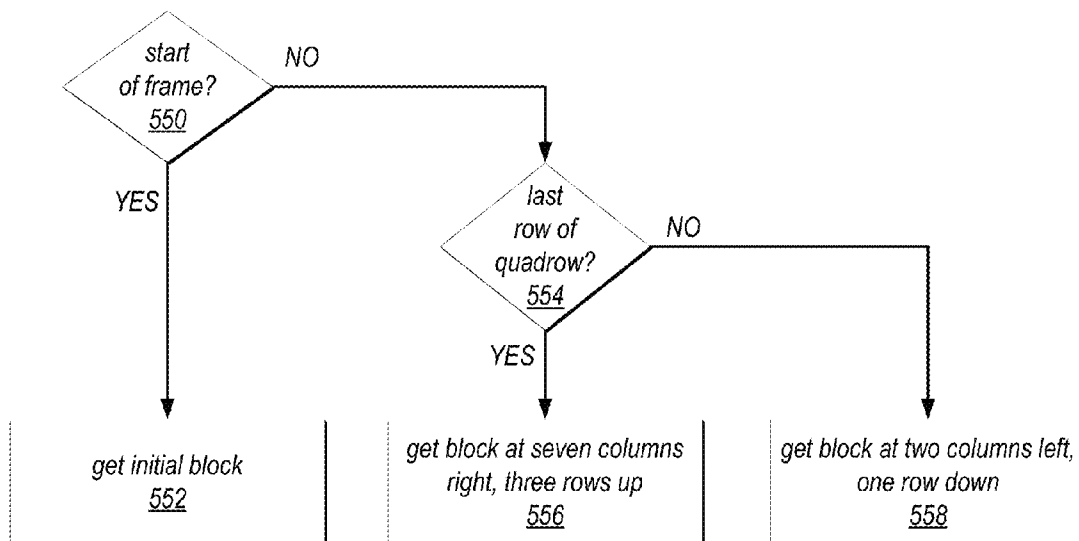 start
of frame?
550
NO
YES
last
row of
quadrow?
554
NO
YES
get initial block
552
get block at seven columns
right, three rows up
556
get block at two columns left,
one row down
558